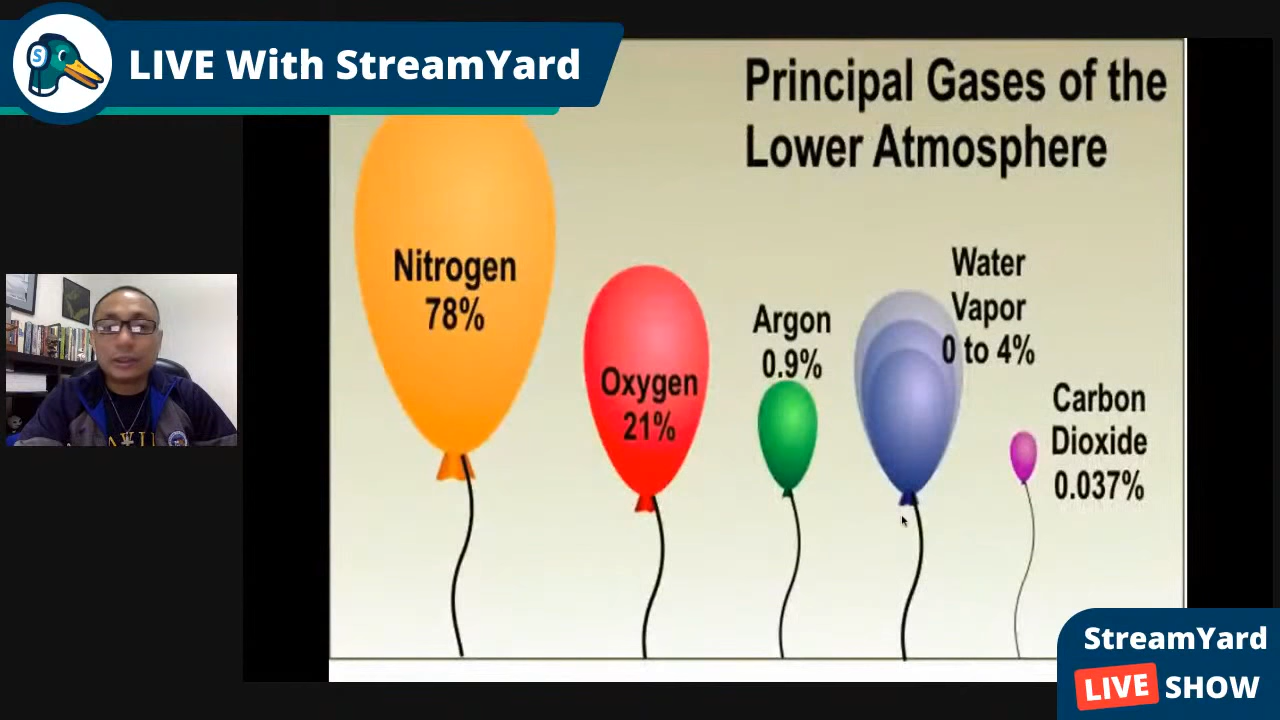 LIVE With StreamYard
Principal Gases of the
Lower Atmosphere
Nitrogen
78%
Oxygen
21%
Argon
0.9%
Water
Vapor
0 to 4%
Carbon
Dioxide
0.037%
StreamYard
LIVE SHOW